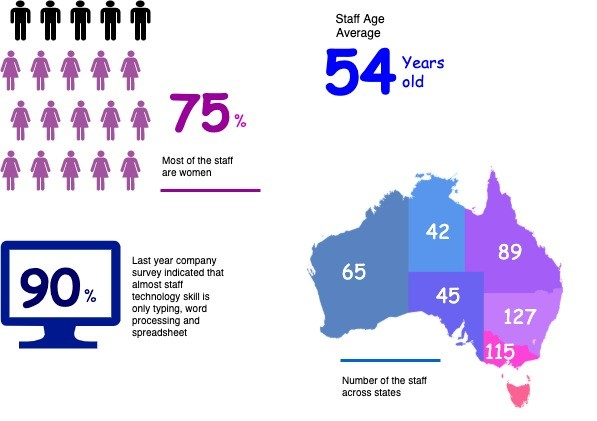 Staff Age
Average
54 Years
old
75 %
Most of the staff
are women
90 %
Last year company
survey indicated that
almost staff
technology skill is
only typing, word
processing and
spreadsheet
42
89
65
45
127
115
Number of the staff
across states